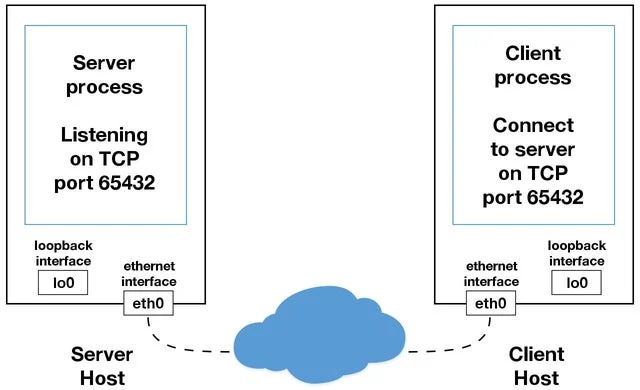 Server
process
Listening
on TCP
port 65432
loopback
interface
lo0
ethernet
interface
eth0
Server
Host
Client
process
Connect
to server
on TCP
port 65432
ethernet
interface
eth0
loopback
interface
lo0
Client
Host